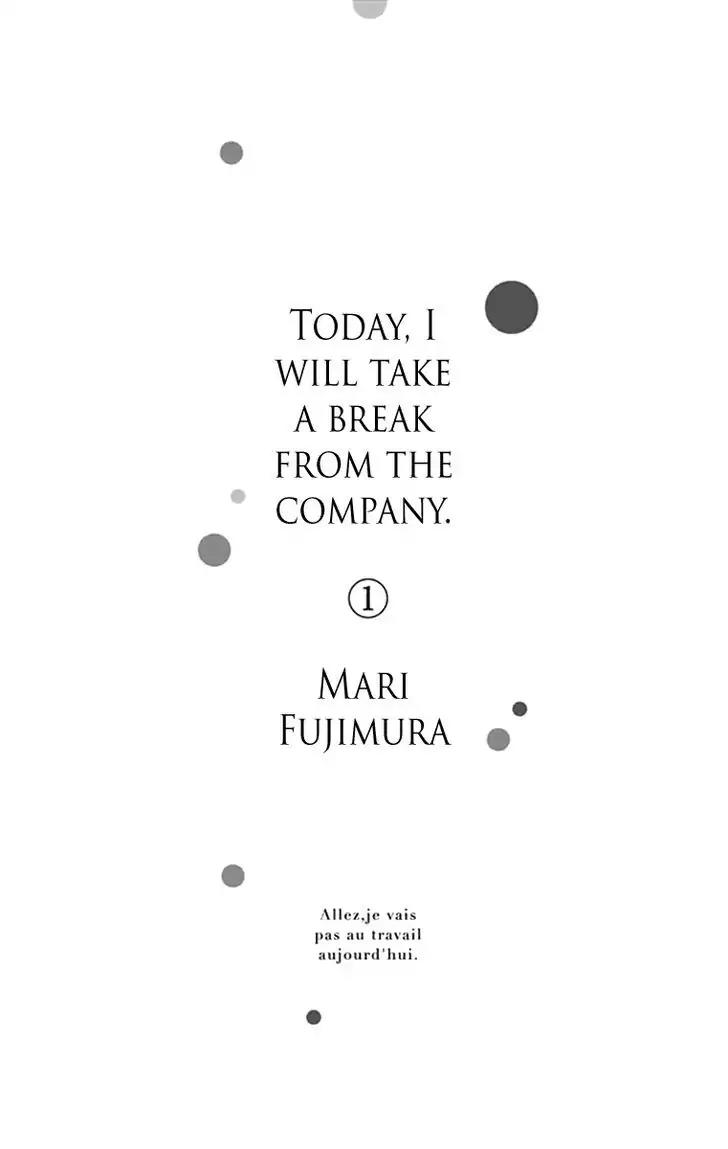 TODAY, I
WILL TAKE
A BREAK
FROM THE
COMPANY.
①
MARI
FUJIMURA
Allez,je vais
pas au travail
aujourd'hui.